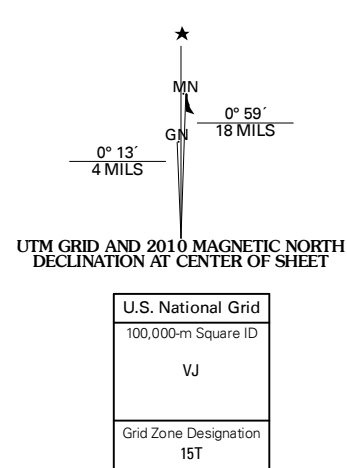 ★
MN
0° 59´
18 MILS
GN
0° 13´
4 MILS
UTM GRID AND 2010 MAGNETIC NORTH
DECLINATION AT CENTER OF SHEET
U.S. National Grid
100,000-m Square ID
VJ
Grid Zone Designation
15T